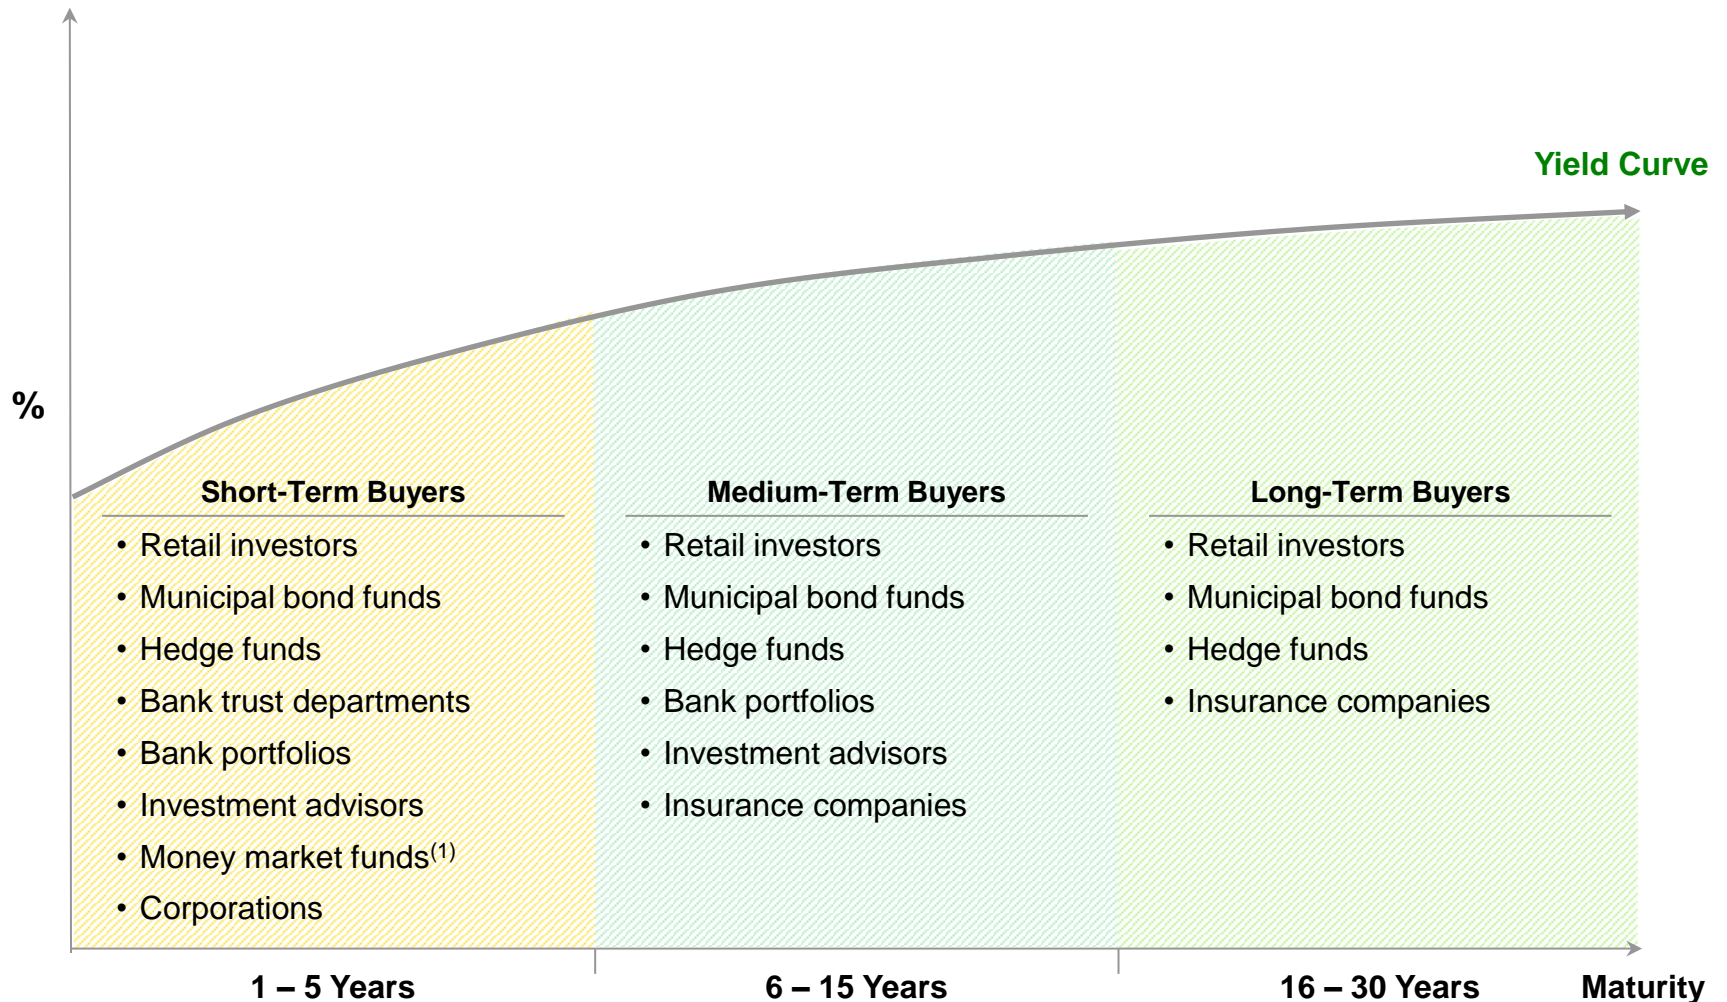 Yield Curve
%
Short-Term Buyers
• Retail investors
• Municipal bond funds
• Hedge funds
• Bank trust departments
• Bank portfolios
• Investment advisors
• Money market funds(1)
• Corporations
Medium-Term Buyers
• Retail investors
• Municipal bond funds
• Hedge funds
• Bank portfolios
• Investment advisors
• Insurance companies
Long-Term Buyers
• Retail investors
• Municipal bond funds
• Hedge funds
• Insurance companies
1 – 5 Years
6 – 15 Years
16 – 30 Years
Maturity